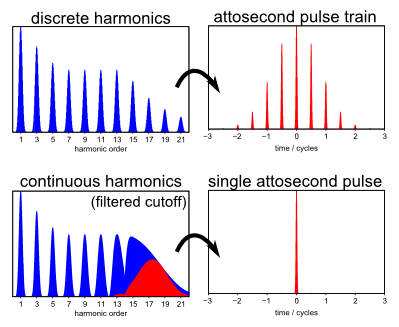 discrete harmonics
attosecond pulse train
1 3 5 7 9 11 13 15 17 19 21
harmonic order
−3 −2 −1 0 1 2 3
time / cycles
continuous harmonics
(filtered cutoff)
single attosecond pulse
1 3 5 7 9 11 13 15 17 19 21
harmonic order
−3 −2 −1 0 1 2 3
time / cycles